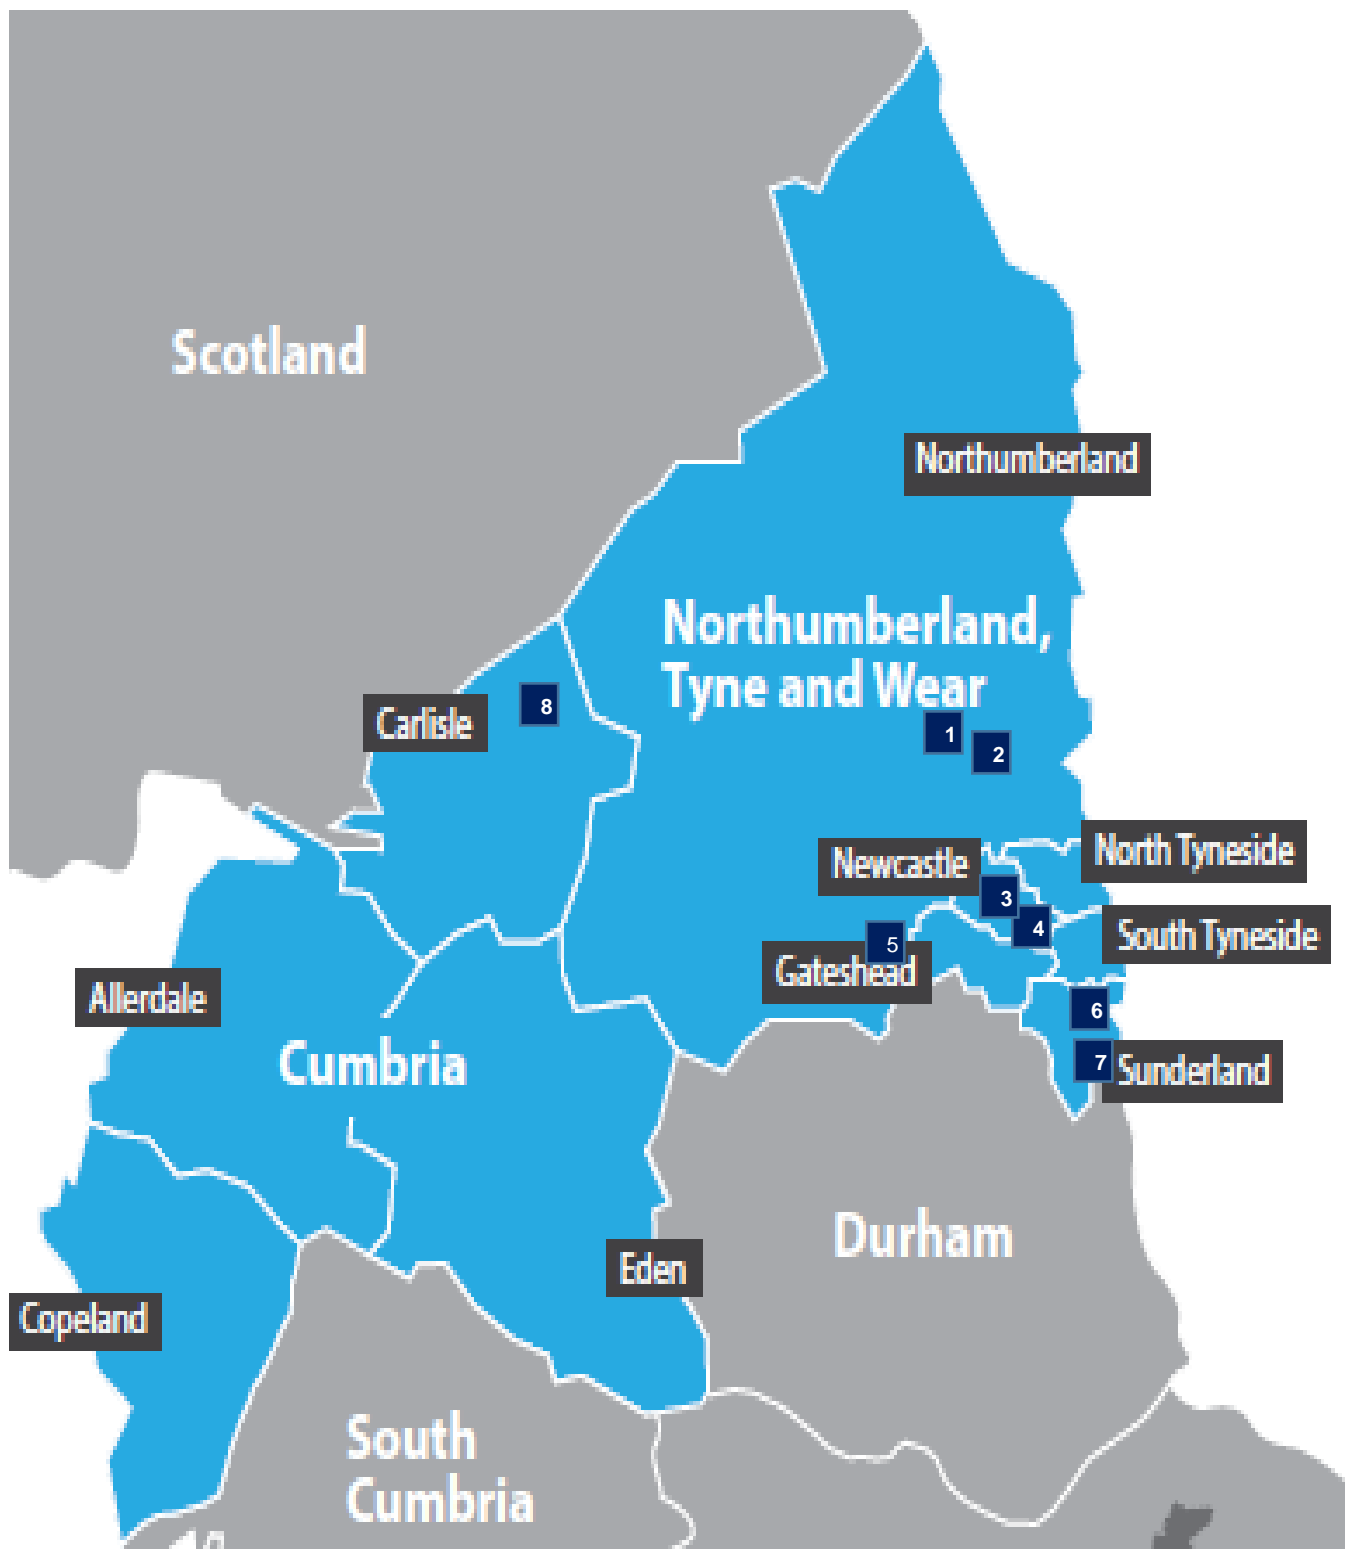 Scotland
Northumberland
Northumberland,
Tyne and Wear
Carlisle
8
1
2
Newcastle
North Tyneside
3
4
South Tyneside
5
Gateshead
Allerdale
6
Cumbria
7
Sunderland
Durham
Eden
Copeland
South
Cumbria